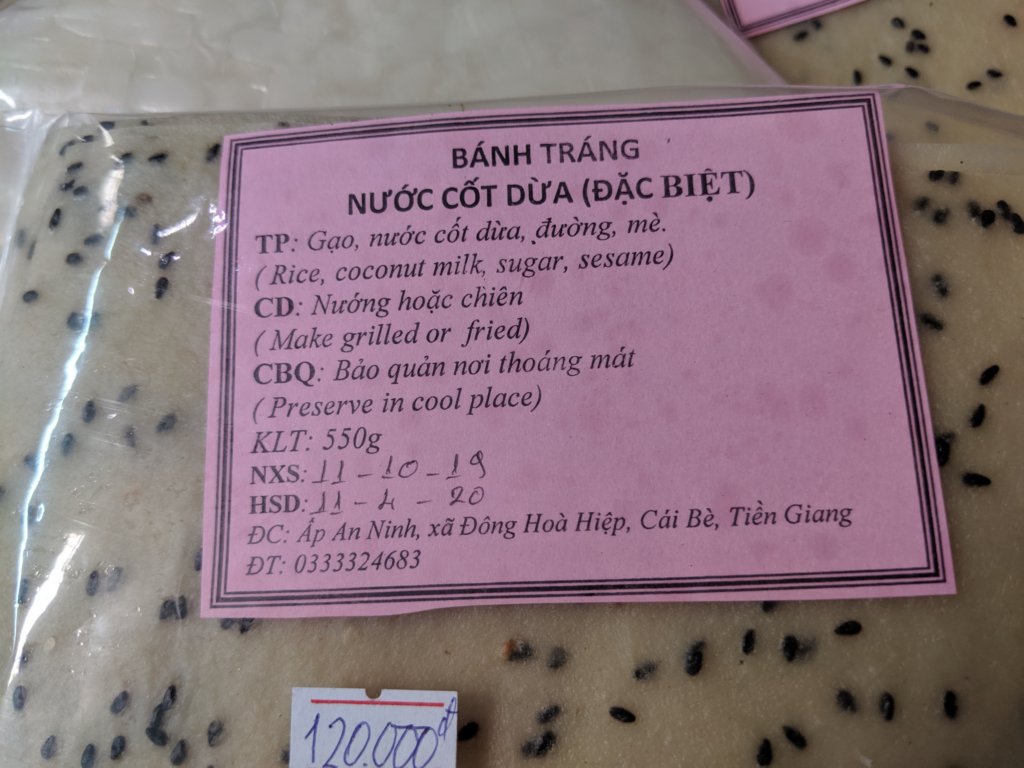 BÁNH TRÁNG
NƯỚC CỐT DỪA (ĐẶC BIỆT)
TP: Gạo, nước cốt dừa, đường, mè.
( Rice, coconut milk, sugar, sesame)
CD: Nướng hoặc chiên
( Make grilled or fried)
CBQ: Bảo quản nơi thoáng mát
( Preserve in cool place)
KLT: 550g
NXS: 11 - 10 - 19
HSD: 11 - 4 - 20
ĐC: Ấp An Ninh, xã Đông Hoà Hiệp, Cái Bè, Tiền Giang
ĐT: 0333324683
120.000đ